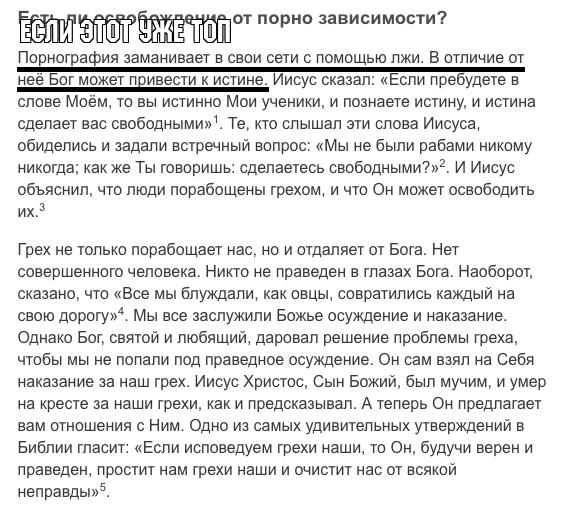 Есть ли освобождение от порно зависимости?
ЕСЛИ ЭТОТ УЖЕ ТОП
Порнография заманивает в свои сети с помощью лжи. В отличие от
неё Бог может привести к истине. Иисус сказал: «Если пребудете в
слове Моём, то вы истинно Мои ученики, и познаете истину, и истина
сделает вас свободными»¹. Те, кто слышал эти слова Иисуса,
обиделись и задали встречный вопрос: «Мы не были рабами никому
никогда; как же Ты говоришь: сделаетесь свободными?»². И Иисус
объяснил, что люди порабощены грехом, и что Он может освободить
их.³
Грех не только порабощает нас, но и отдаляет от Бога. Нет
совершенного человека. Никто не праведен в глазах Бога. Наоборот,
сказано, что «Все мы блуждали, как овцы, совратились каждый на
свою дорогу»⁴. Мы все заслужили Божье осуждение и наказание.
Однако Бог, святой и любящий, даровал решение проблемы греха,
чтобы мы не попали под праведное осуждение. Он сам взял на Себя
наказание за наш грех. Иисус Христос, Сын Божий, был мучим, и умер
на кресте за наши грехи, как и предсказывал. А теперь Он предлагает
вам отношения с Ним. Одно из самых удивительных утверждений в
Библии гласит: «Если исповедуем грехи наши, то Он, будучи верен и
праведен, простит нам грехи наши и очистит нас от всякой
неправды»⁵.